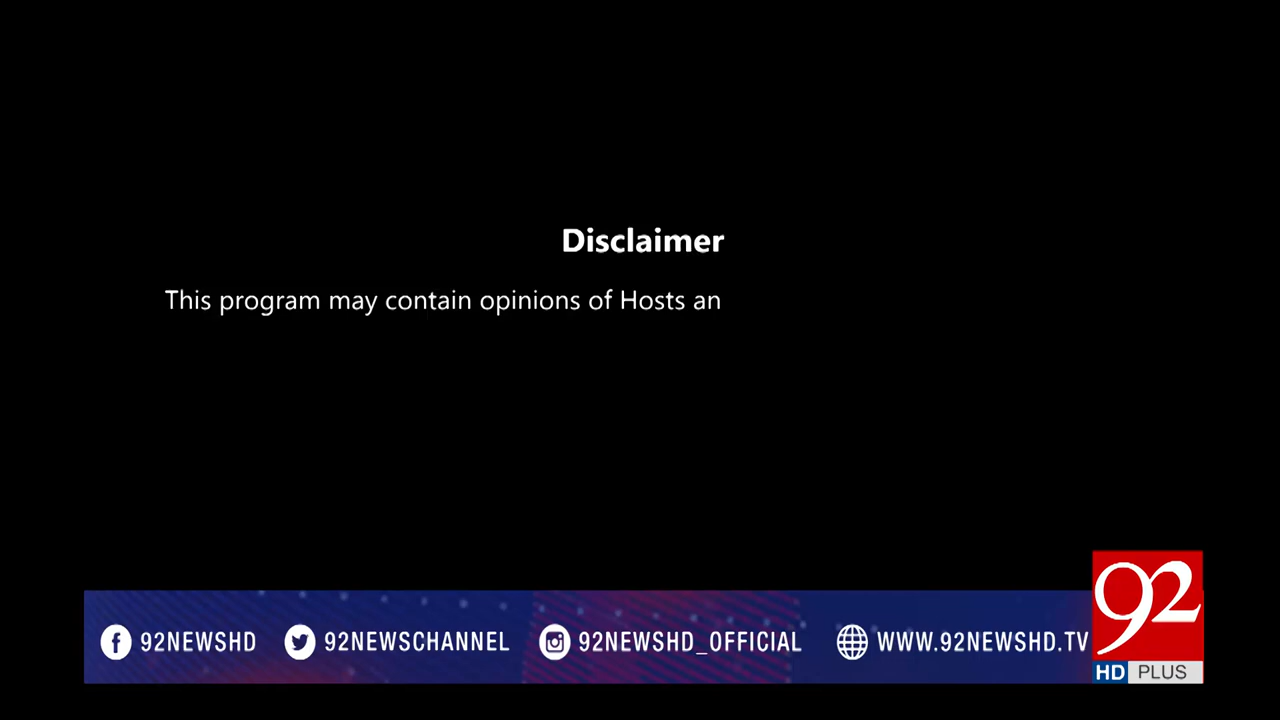 Disclaimer
This program may contain opinions of Hosts an
92NEWSHD 92NEWSCHANNEL 92NEWSHD_OFFICIAL WWW.92NEWSHD.TV
92
HD PLUS